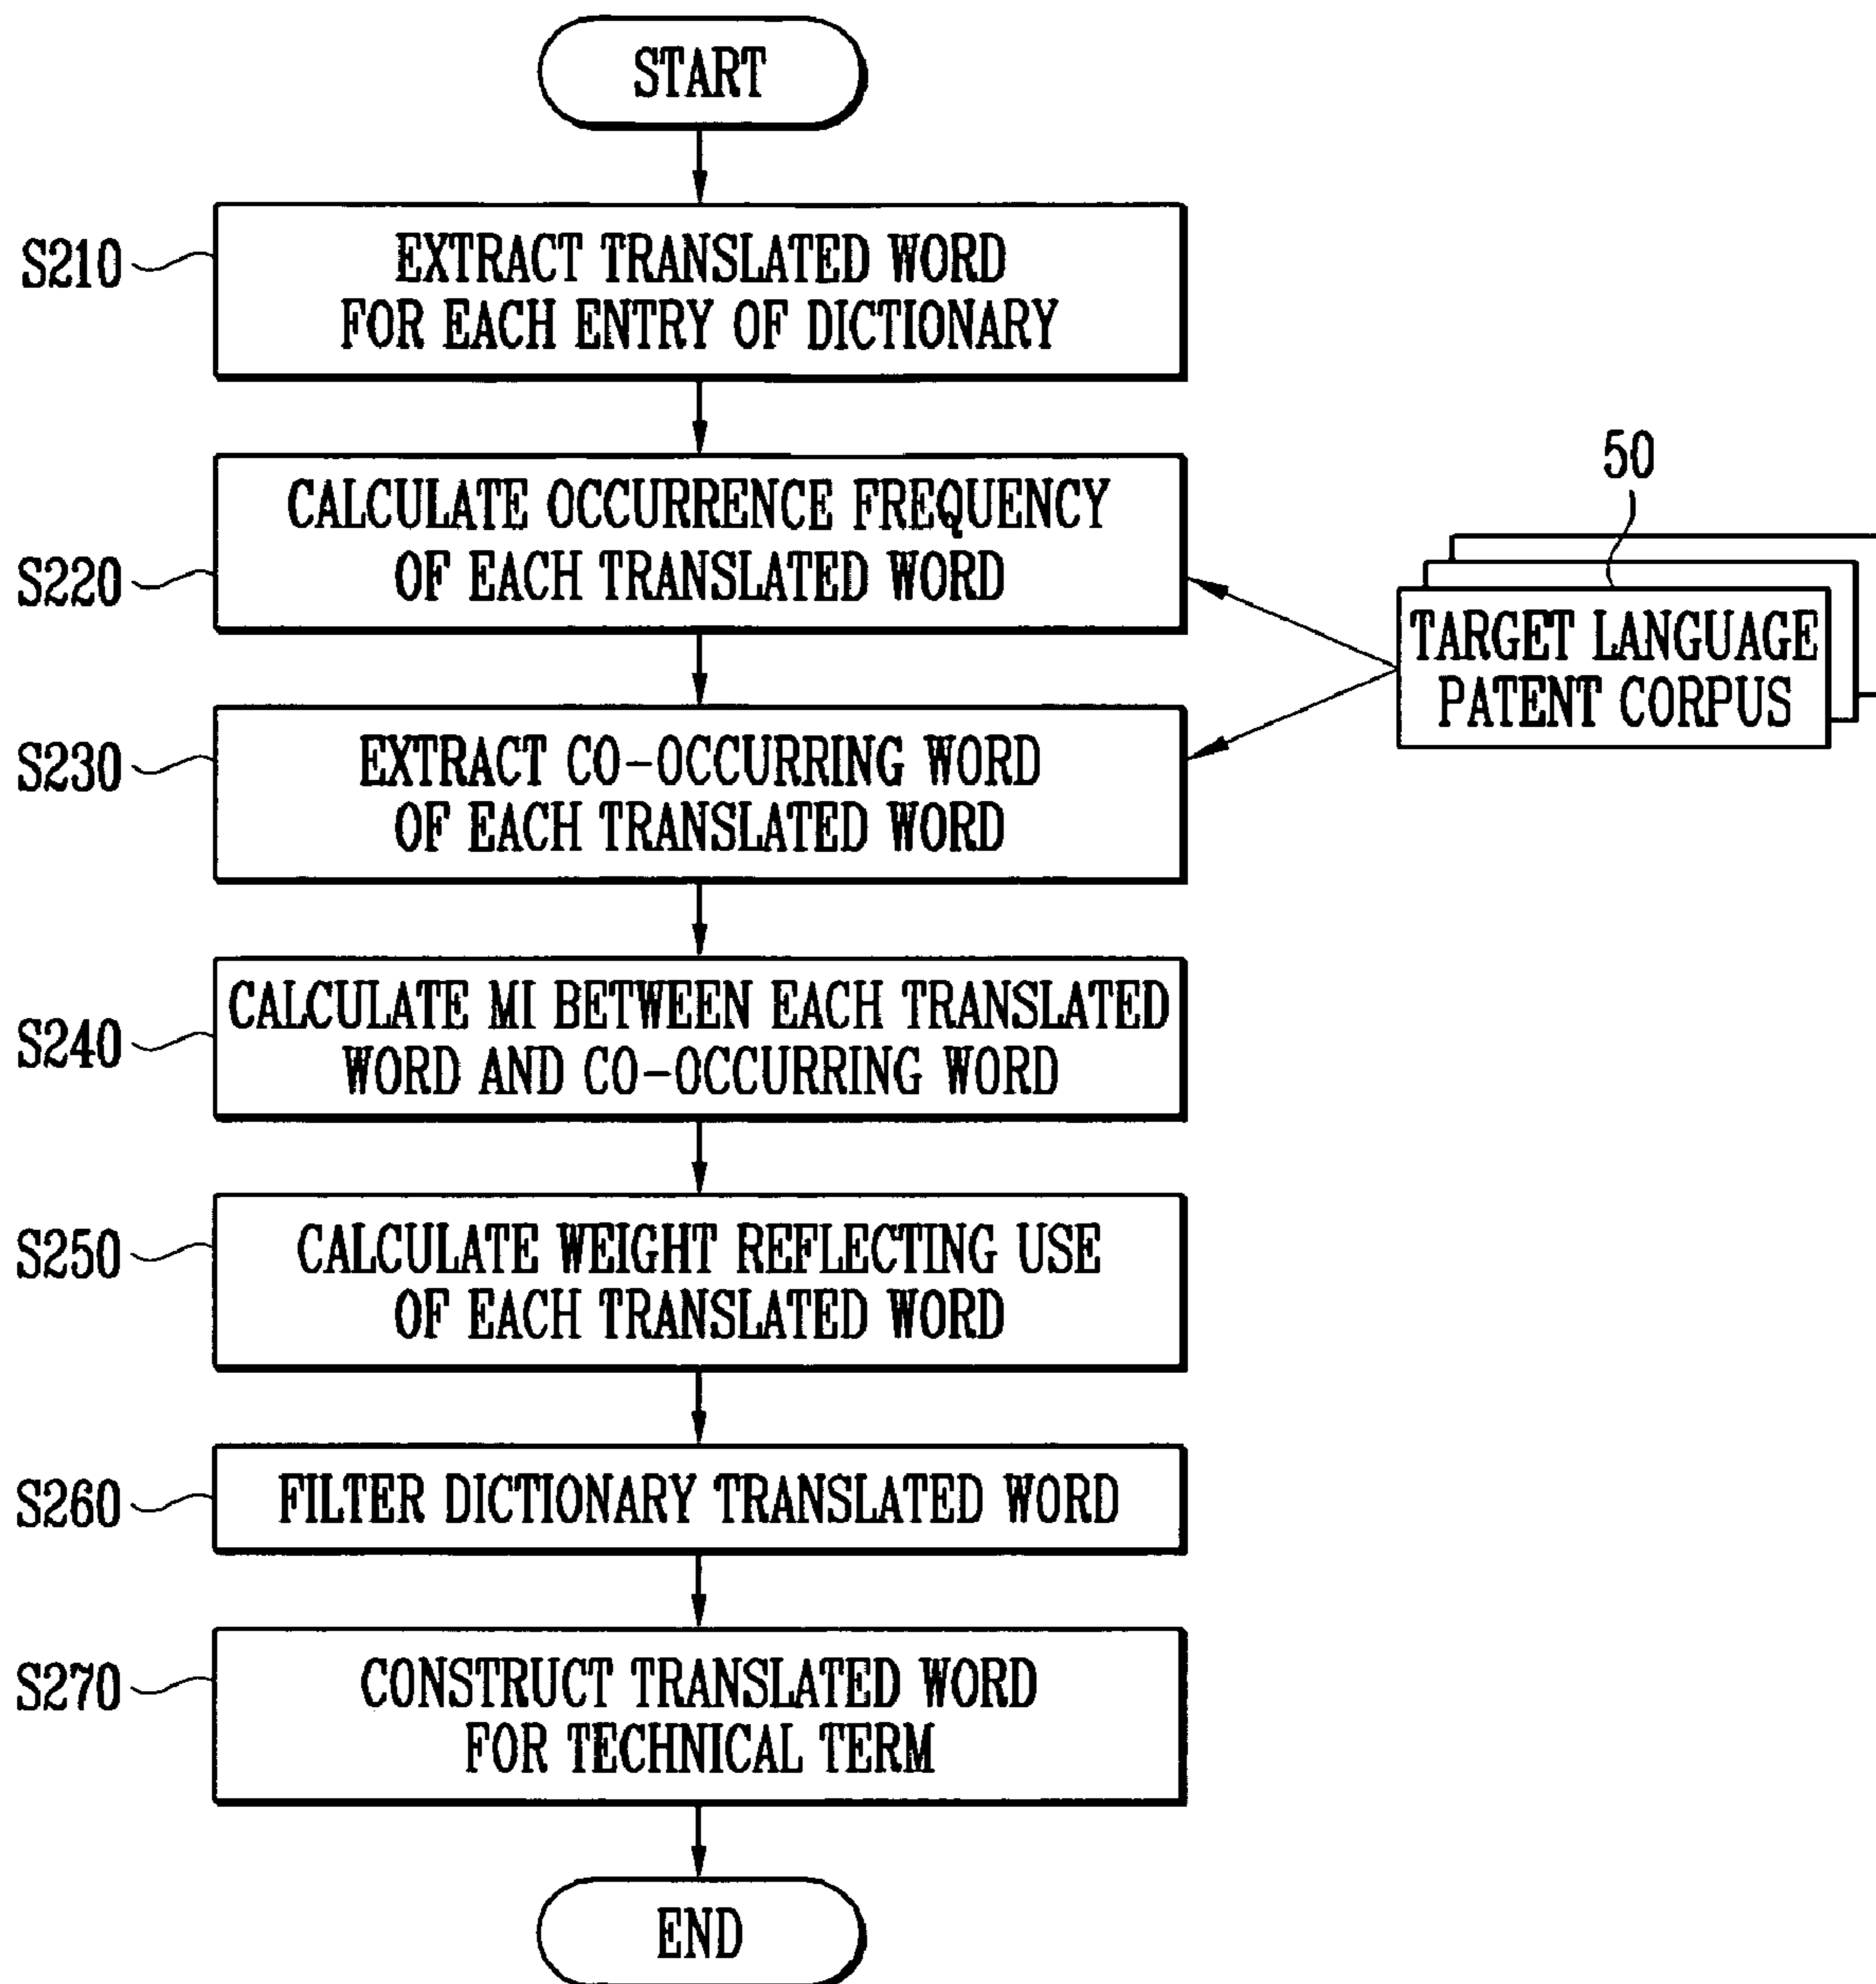 START
S210
EXTRACT TRANSLATED WORD
FOR EACH ENTRY OF DICTIONARY
S220
CALCULATE OCCURRENCE FREQUENCY
OF EACH TRANSLATED WORD
50
TARGET LANGUAGE
PATENT CORPUS
S230
EXTRACT CO-OCCURRING WORD
OF EACH TRANSLATED WORD
S240
CALCULATE MI BETWEEN EACH TRANSLATED
WORD AND CO-OCCURRING WORD
S250
CALCULATE WEIGHT REFLECTING USE
OF EACH TRANSLATED WORD
S260
FILTER DICTIONARY TRANSLATED WORD
S270
CONSTRUCT TRANSLATED WORD
FOR TECHNICAL TERM
END